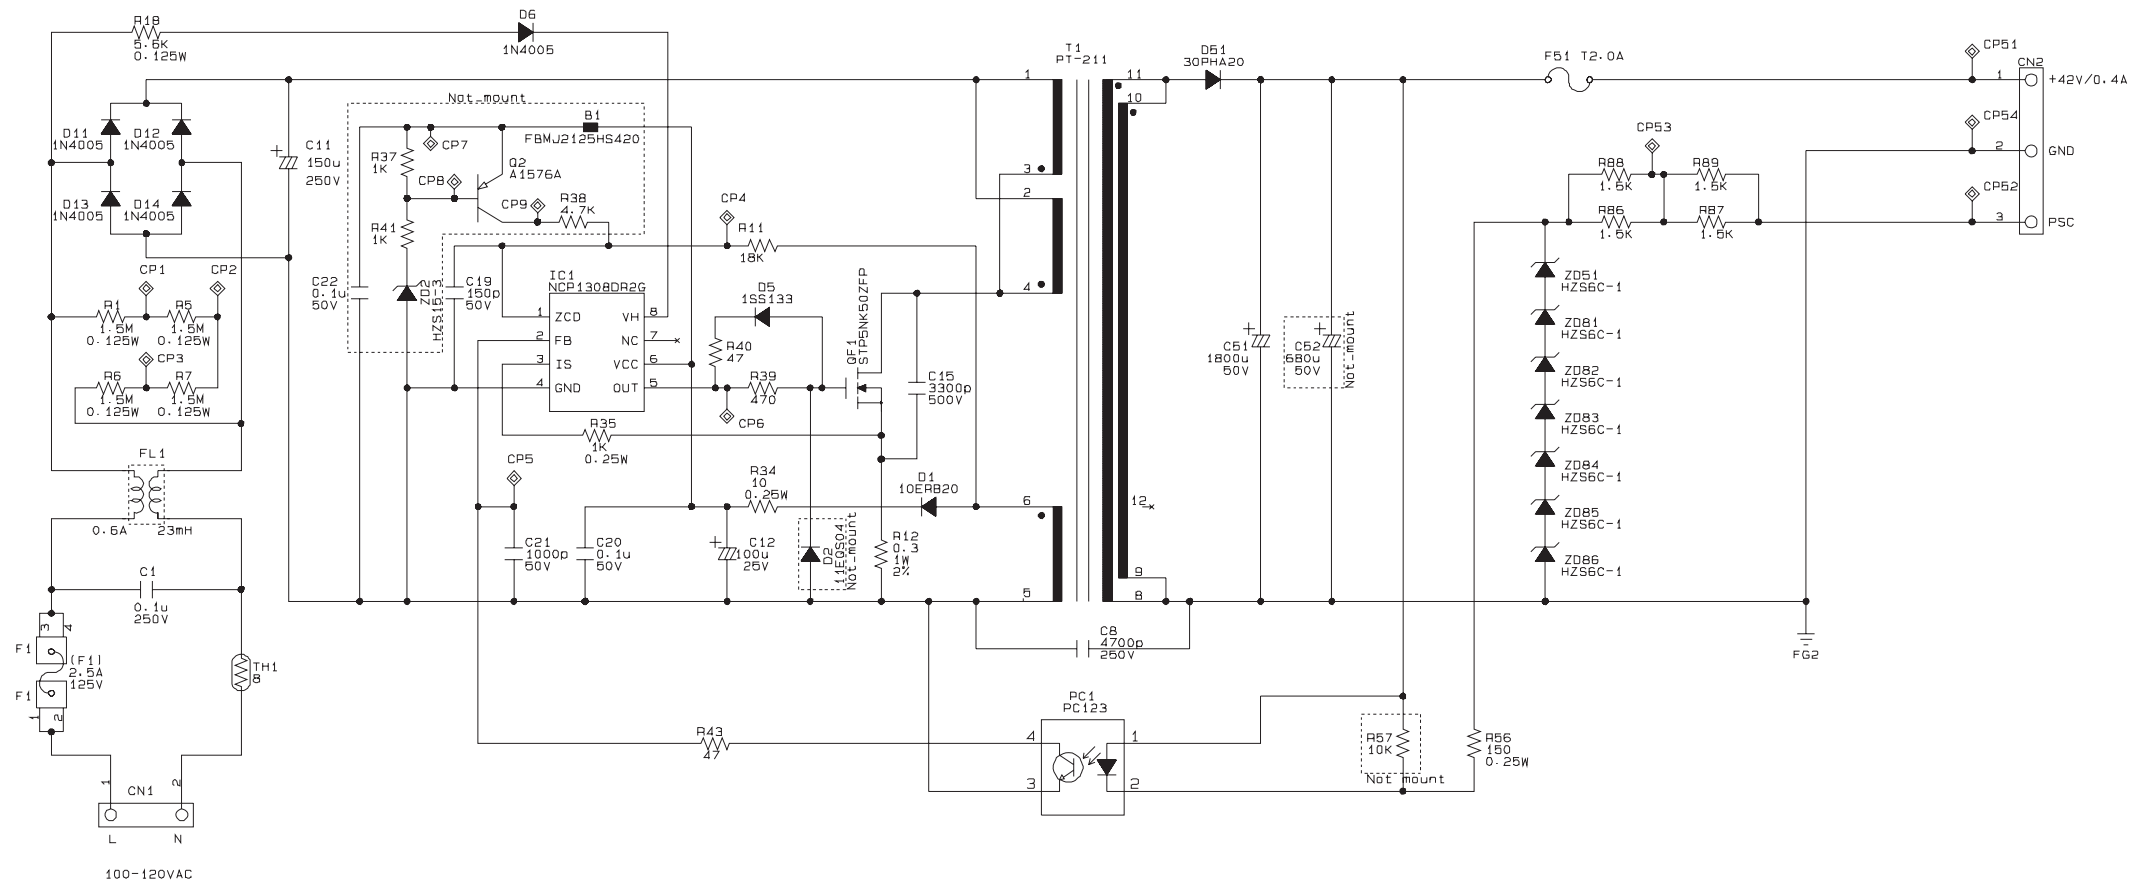 R18
5.6K
0.125W
D6
1N4005
D11
1N4005
D12
1N4005
D13
1N4005
D14
1N4005
C11
150u
250V
Not mount
R37
1K
CP7
B1
FBMJ2125HS420
Q2
A1576A
CP8
CP9
R38
4.7K
R41
1K
C22
0.1u
50V
ZD2
HZS15-3
C19
150p
50V
IC1
NCP1308DR2G
1 ZCD
2 FB
3 IS
4 GND
VH 8
NC 7
VCC 6
OUT 5
CP4
R11
18K
D5
1SS133
R40
47
R39
470
CP6
QF1
STP5NK50ZFP
C15
3300p
500V
R35
1K
0.25W
CP1
CP2
R1
1.5M
0.125W
R5
1.5M
0.125W
CP3
R6
1.5M
0.125W
R7
1.5M
0.125W
FL1
0.6A
23mH
C1
0.1u
250V
F1
3
4
(F1)
2.5A
125V
F1
1
2
TH1
8
1
2
CN1
L
N
100-120VAC
CP5
C21
1000p
50V
C20
0.1u
50V
C12
100u
25V
R34
10
0.25W
D1
10ERB20
D2
11EQS04
Not mount
R12
0.3
1W
2%
T1
PT-211
1
3
2
4
6
5
11
10
12
9
8
D51
30PHA20
C51
1800u
50V
C52
680u
50V
Not mount
C8
4700p
250V
R43
47
PC1
PC123
4
3
1
2
R57
10K
Not mount
R56
150
0.25W
F51 T2.0A
CP51
CN2
1
+42V/0.4A
CP54
2
GND
CP52
3
PSC
CP53
R88
1.5K
R89
1.5K
R86
1.5K
R87
1.5K
ZD51
HZS6C-1
ZD81
HZS6C-1
ZD82
HZS6C-1
ZD83
HZS6C-1
ZD84
HZS6C-1
ZD85
HZS6C-1
ZD86
HZS6C-1
FG2